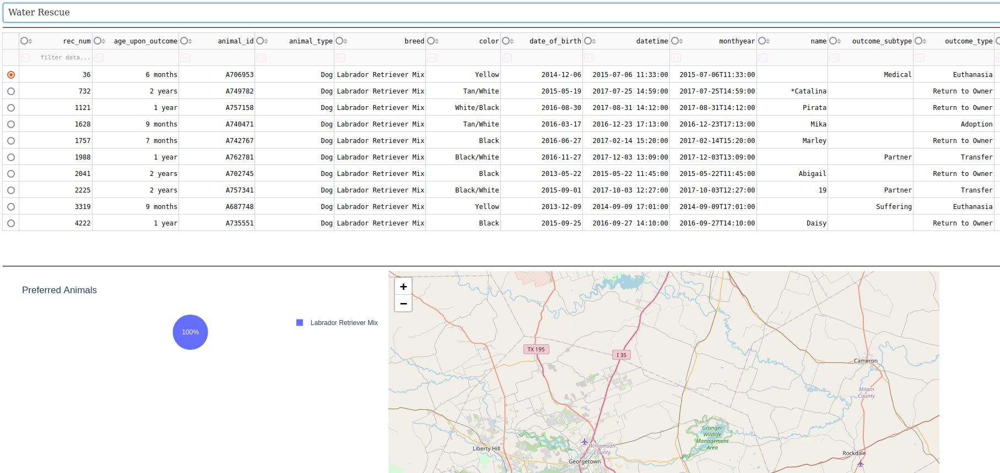 Water Rescue
rec_num age_upon_outcome animal_id animal_type breed color date_of_birth datetime monthyear name outcome_subtype outcome_type
filter data...
36 6 months A706953 Dog Labrador Retriever Mix Yellow 2014-12-06 2015-07-06 11:33:00 2015-07-06T11:33:00 Medical Euthanasia
732 2 years A749782 Dog Labrador Retriever Mix Tan/White 2015-05-19 2017-07-25 14:59:00 2017-07-25T14:59:00 *Catalina Return to Owner
1121 1 year A757158 Dog Labrador Retriever Mix White/Black 2016-08-30 2017-08-31 14:12:00 2017-08-31T14:12:00 Pirata Return to Owner
1628 9 months A740471 Dog Labrador Retriever Mix Tan/White 2016-03-17 2016-12-23 17:13:00 2016-12-23T17:13:00 Mika Adoption
1757 7 months A742767 Dog Labrador Retriever Mix Black 2016-06-27 2017-02-14 15:20:00 2017-02-14T15:20:00 Marley Return to Owner
1988 1 year A762781 Dog Labrador Retriever Mix Black/White 2016-11-27 2017-12-03 13:09:00 2017-12-03T13:09:00 Partner Transfer
2041 2 years A702745 Dog Labrador Retriever Mix Black 2013-05-22 2015-05-22 11:45:00 2015-05-22T11:45:00 Abigail Return to Owner
2225 2 years A757341 Dog Labrador Retriever Mix Black/White 2015-09-01 2017-10-03 12:27:00 2017-10-03T12:27:00 19 Partner Transfer
3319 9 months A687748 Dog Labrador Retriever Mix Yellow 2013-12-09 2014-09-09 17:01:00 2014-09-09T17:01:00 Suffering Euthanasia
4222 1 year A735551 Dog Labrador Retriever Mix Black 2015-09-25 2016-09-27 14:10:00 2016-09-27T14:10:00 Daisy Return to Owner
Preferred Animals
100%
Labrador Retriever Mix
+
−
TX 195
I 35
Cameron
Milam
County
Granger
Wildlife
Management
Area
Williamson
County
Liberty Hill
Georgetown
Rockdale